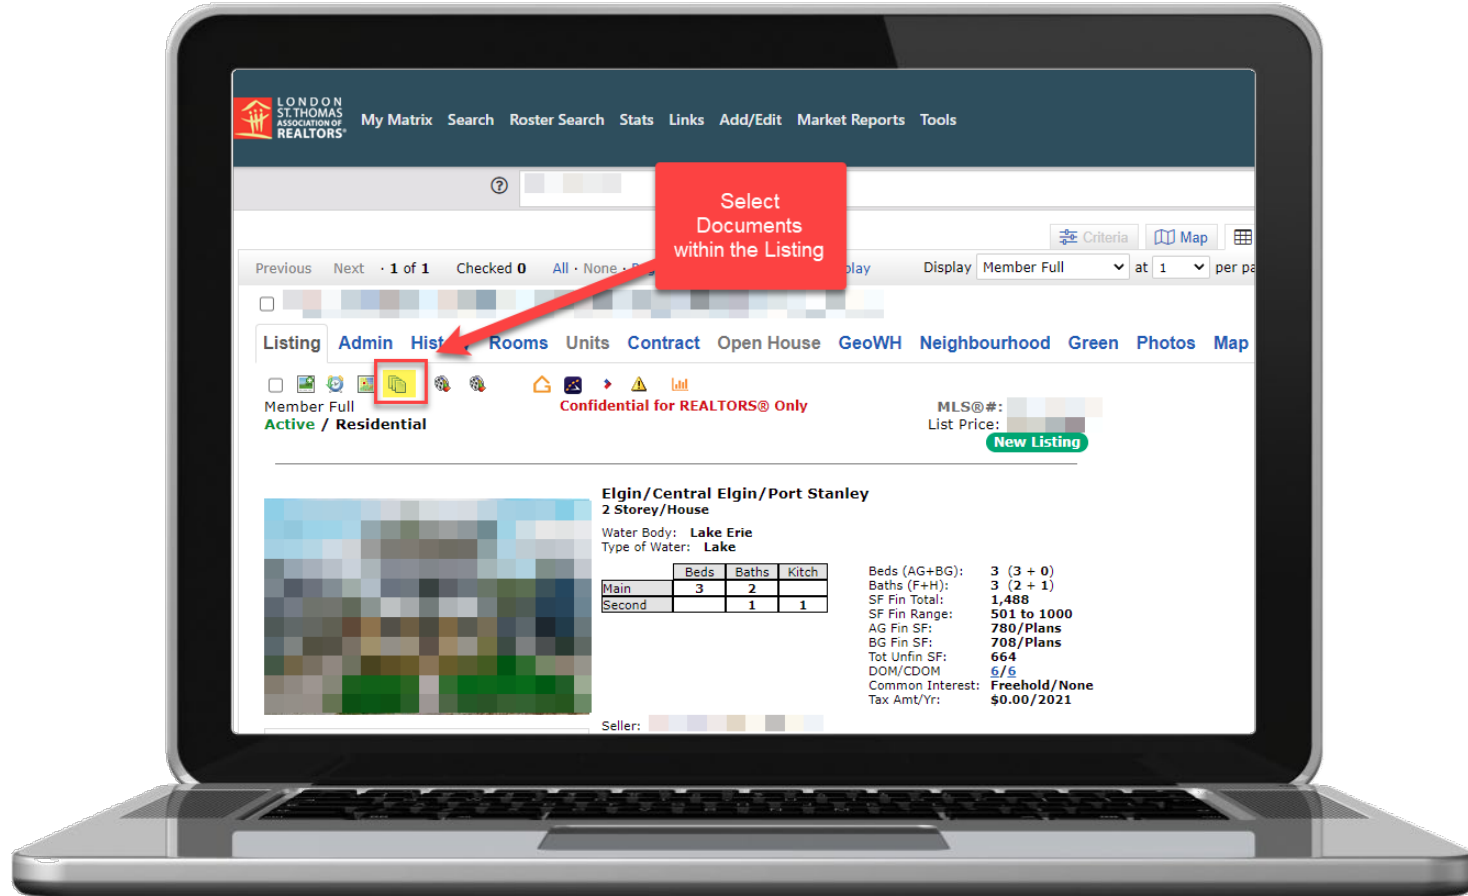 LONDON
ST.THOMAS
ASSOCIATION OF
REALTORS®
My Matrix Search Roster Search Stats Links Add/Edit Market Reports Tools
Select
Documents
within the Listing
Criteria Map
Previous Next · 1 of 1 Checked 0 All · None · Display Member Full at 1 per pa
Listing Admin Rooms Units Contract Open House GeoWH Neighbourhood Green Photos Map
Member Full
Confidential for REALTORS® Only
MLS®#:
Active / Residential
List Price:
New Listing
Elgin/Central Elgin/Port Stanley
2 Storey/House
Water Body: Lake Erie
Type of Water: Lake
Beds Baths Kitch
Main 3 2
Second 1 1
Beds (AG+BG): 3 (3 + 0)
Baths (F+H): 3 (2 + 1)
SF Fin Total: 1,488
SF Fin Range: 501 to 1000
AG Fin SF: 780/Plans
BG Fin SF: 708/Plans
Tot Unfin SF: 664
DOM/CDOM 6/6
Common Interest: Freehold/None
Tax Amt/Yr: $0.00/2021
Seller: